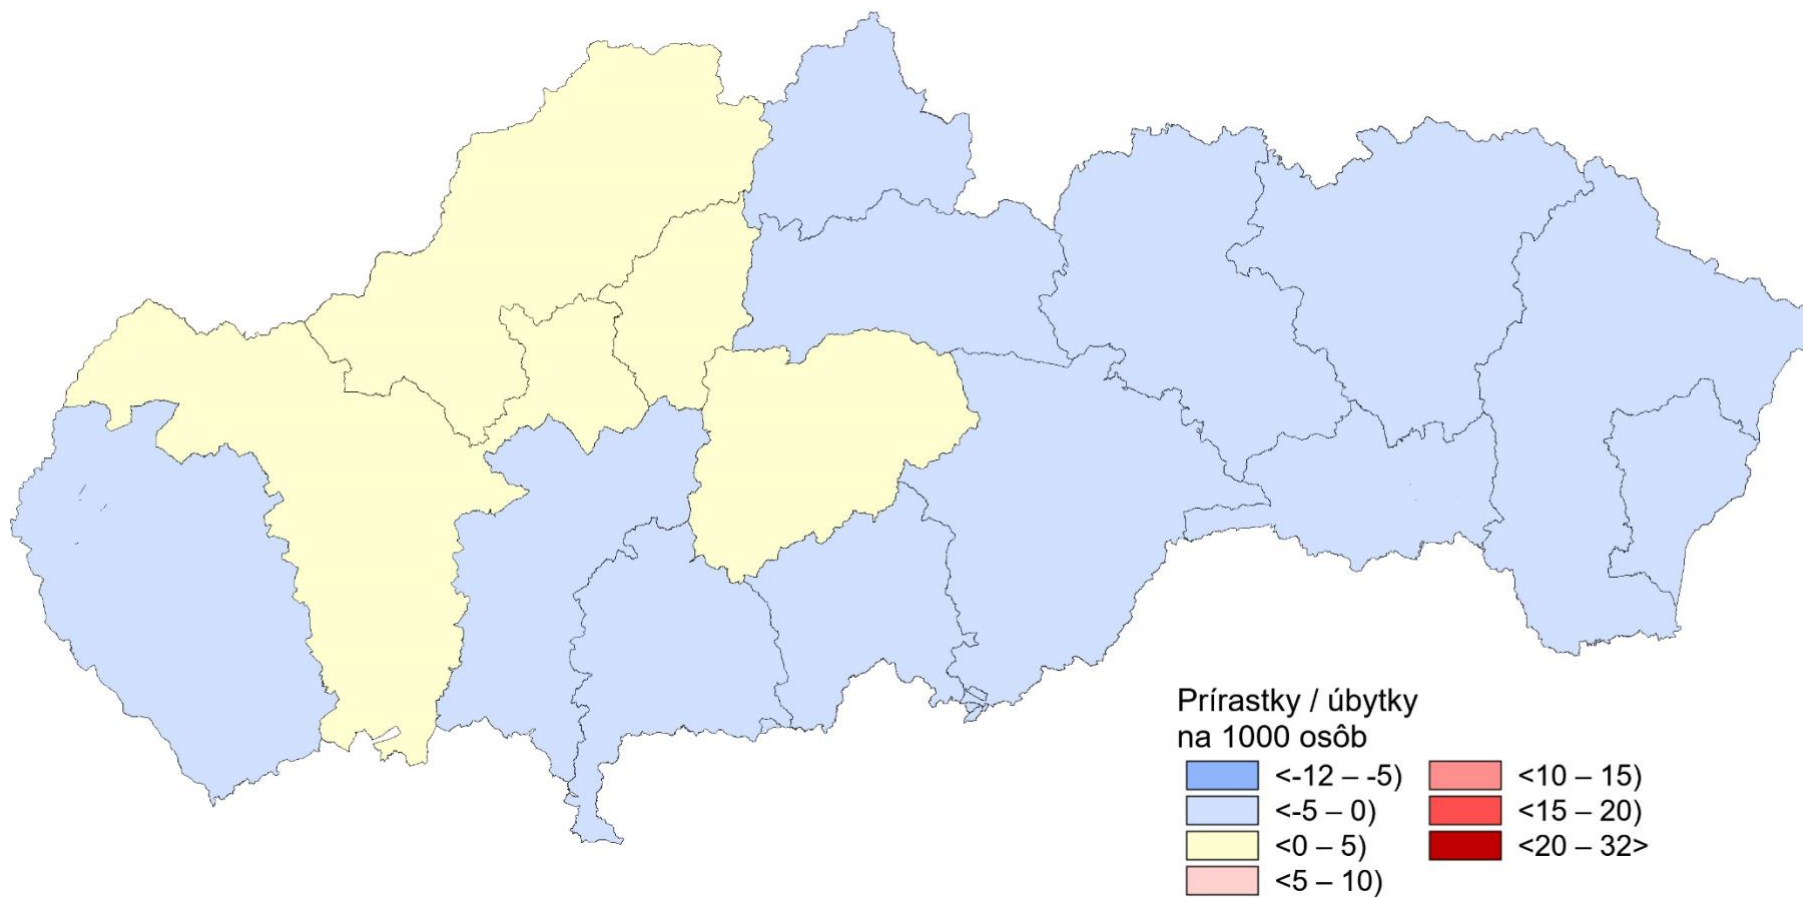 Prírastky / úbytky
na 1000 osôb
<-12 – -5)
<-5 – 0)
<0 – 5)
<5 – 10)
<10 – 15)
<15 – 20)
<20 – 32>